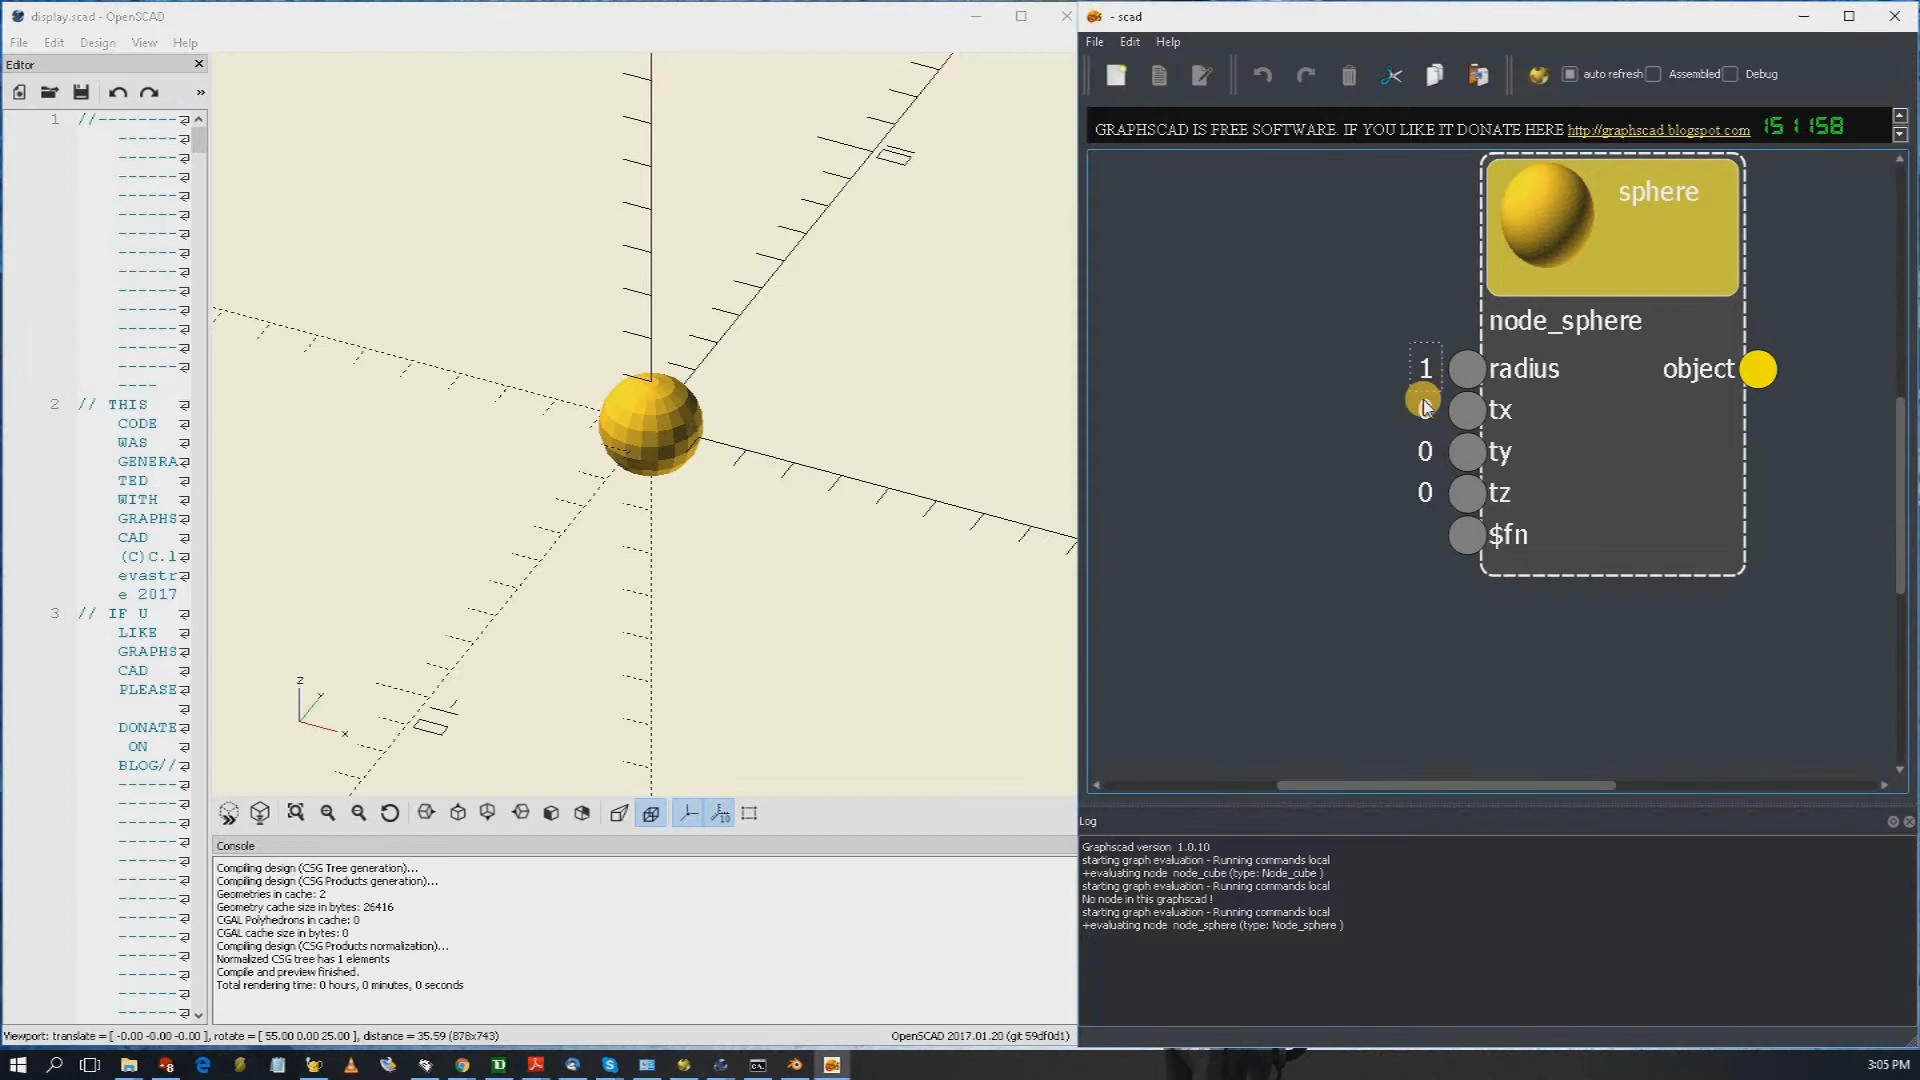 display.scad - OpenSCAD
File Edit Design View Help
Editor
»
1 //--------
-------
-------
-------
-------
-------
-------
-------
-------
-------
-------
-------
-------
-------
----
2 // THIS
CODE
WAS
GENERA
TED
WITH
GRAPHS
CAD
(C)C.l
evastr
e 2017
3 // IF U
LIKE
GRAPHS
CAD
PLEASE
DONATE
ON
BLOG//
-------
-------
-------
-------
-------
-------
-------
-------
-------
-------
-------
-------
-------
Z
Y
X
10
Console
Compiling design (CSG Tree generation)...
Compiling design (CSG Products generation)...
Geometries in cache: 2
Geometry cache size in bytes: 26416
CGAL Polyhedrons in cache: 0
CGAL cache size in bytes: 0
Compiling design (CSG Products normalization)...
Normalized CSG tree has 1 elements
Compile and preview finished.
Total rendering time: 0 hours, 0 minutes, 0 seconds
Viewport: translate = [ -0.00 -0.00 -0.00 ], rotate = [ 55.00 0.00 25.00 ], distance = 35.59 (878x743)
OpenSCAD 2017.01.20 (git 59df0d1)
- scad
File Edit Help
auto refresh Assembled Debug
GRAPHSCAD IS FREE SOFTWARE. IF YOU LIKE IT DONATE HERE http://graphscad.blogspot.com 15 11 58
sphere
node_sphere
1 radius object
0 tx
0 ty
0 tz
$fn
Log
Graphscad version 1.0.10
starting graph evaluation - Running commands local
+evaluating node node_cube (type: Node_cube )
starting graph evaluation - Running commands local
No node in this graphscad !
starting graph evaluation - Running commands local
+evaluating node node_sphere (type: Node_sphere )
3:05 PM